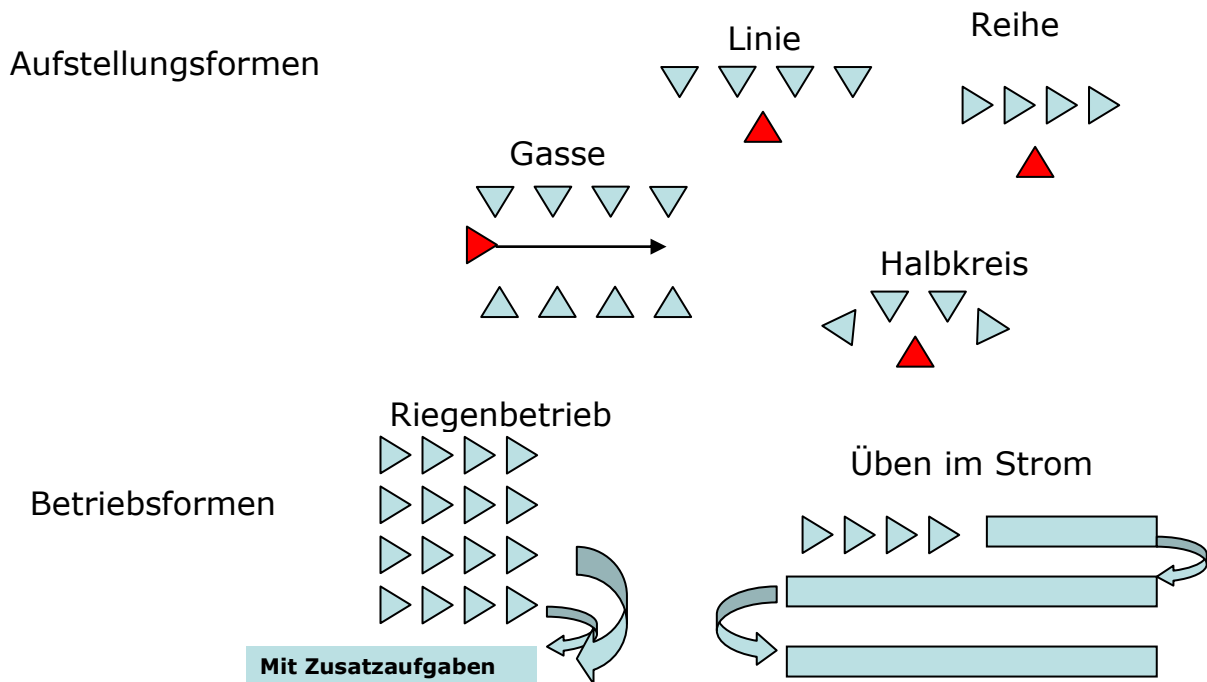 Aufstellungsformen
Linie
Reihe
Gasse
Halbkreis
Betriebsformen
Riegenbetrieb
Üben im Strom
Mit Zusatzaufgaben